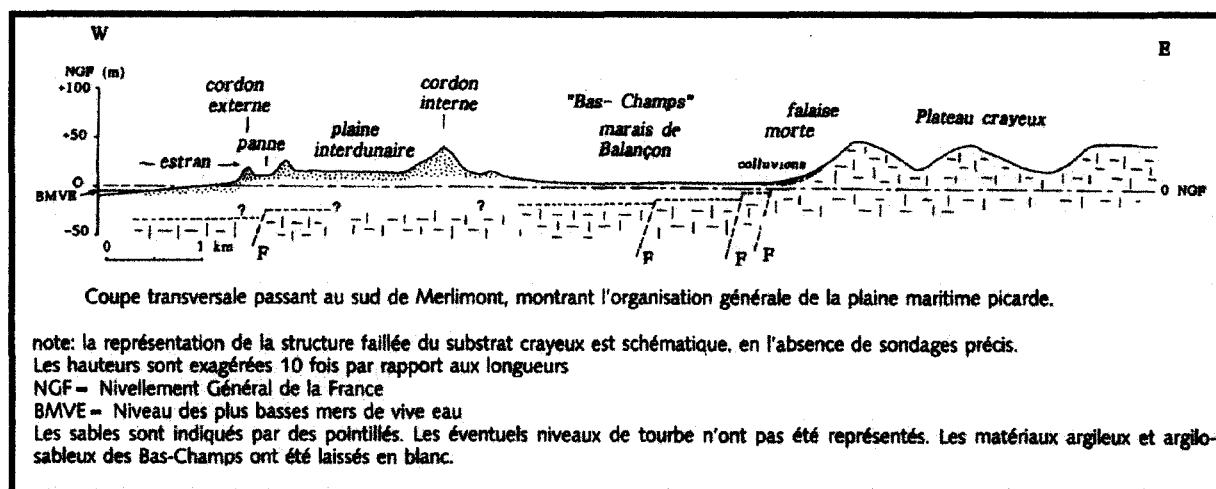 W
E
NGF (m)
+100
cordon externe
cordon interne
"Bas- Champs"
falaise morte
Plateau crayeux
+50
panne
plaine interdunaire
marais de Balançon
— estran —
colluvions
0
BMVE
0 NGF
? ? ?
-50
0 1 km
F F F F
Coupe transversale passant au sud de Merlimont, montrant l'organisation générale de la plaine maritime picarde.
note: la représentation de la structure faillée du substrat crayeux est schématique, en l'absence de sondages précis.
Les hauteurs sont exagérées 10 fois par rapport aux longueurs
NGF= Nivellement Général de la France
BMVE= Niveau des plus basses mers de vive eau
Les sables sont indiqués par des pointillés. Les éventuels niveaux de tourbe n'ont pas été représentés. Les matériaux argileux et argilo-
sableux des Bas-Champs ont été laissés en blanc.